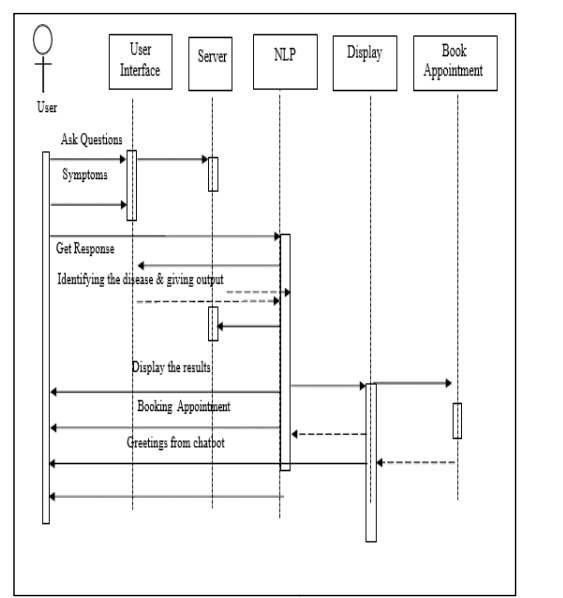 User
Interface
Server
NLP
Display
Book
Appointment
User
Ask Questions
Symptoms
Get Response
Identifying the disease & giving output
Display the results
Booking Appointment
Greetings from chatbot